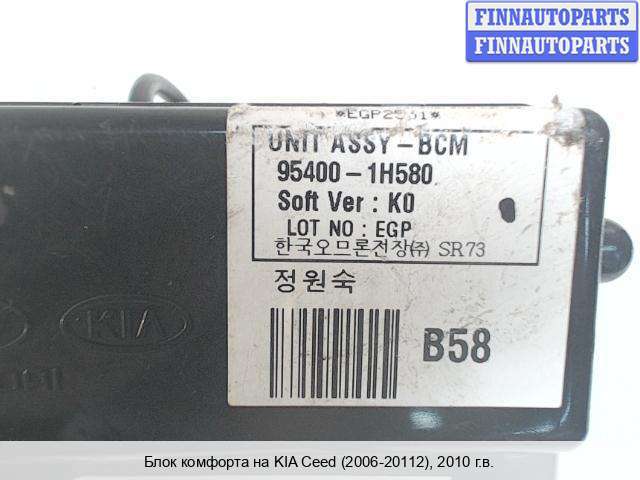 FINNAUTOPARTS
FINNAUTOPARTS
*EGP2531*
UNIT ASSY-BCM
95400-1H580
Soft Ver : K0
LOT NO : EGP
한국오므론전장㈜ SR73
정원숙
KIA
B58
Блок комфорта на KIA Ceed (2006-20112), 2010 г.в.